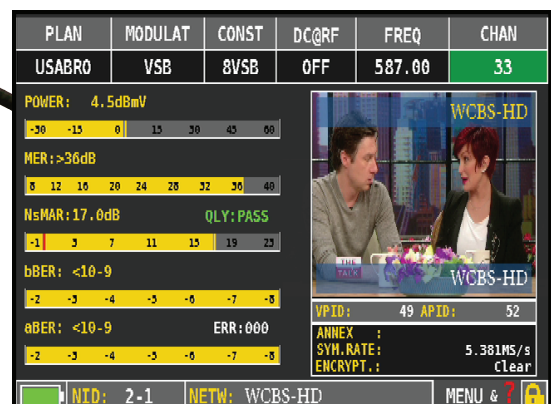 PLAN MODULAT CONST DC@RF FREQ CHAN
USABRO VSB 8VSB OFF 587.00 33
POWER: 4.5dBmV
-30 -15 0 15 30 45 60
MER:>36dB
8 12 16 20 24 28 32 36 40
NsMAR:17.0dB QLY:PASS
-1 3 7 11 15 19 23
bBER: <10-9
-2 -3 -4 -5 -6 -7 -8
aBER: <10-9 ERR:000
-2 -3 -4 -5 -6 -7 -8
WCBS-HD
THE
TALK
WCBS-HD
VPID: 49 APID: 52
ANNEX :
SYM.RATE: 5.381MS/s
ENCRYPT.: Clear
NID: 2-1 NETW: WCBS-HD MENU & ?